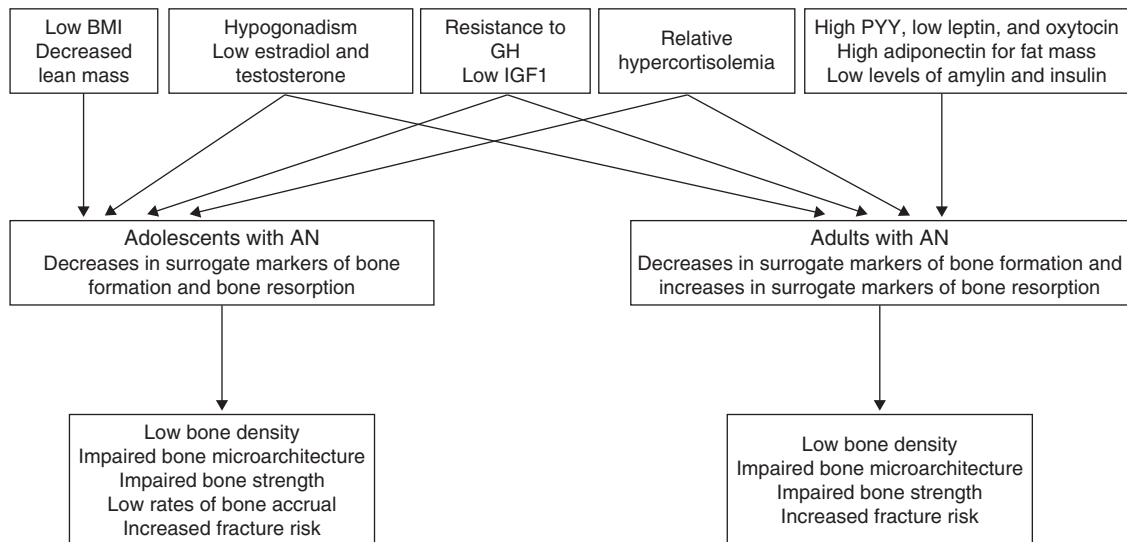 Low BMI
Decreased
lean mass
Hypogonadism
Low estradiol and
testosterone
Resistance to
GH
Low IGF1
Relative
hypercortisolemia
High PYY, low leptin, and oxytocin
High adiponectin for fat mass
Low levels of amylin and insulin
Adolescents with AN
Decreases in surrogate markers of bone
formation and bone resorption
Adults with AN
Decreases in surrogate markers of bone formation and
increases in surrogate markers of bone resorption
Low bone density
Impaired bone microarchitecture
Impaired bone strength
Low rates of bone accrual
Increased fracture risk
Low bone density
Impaired bone microarchitecture
Impaired bone strength
Increased fracture risk